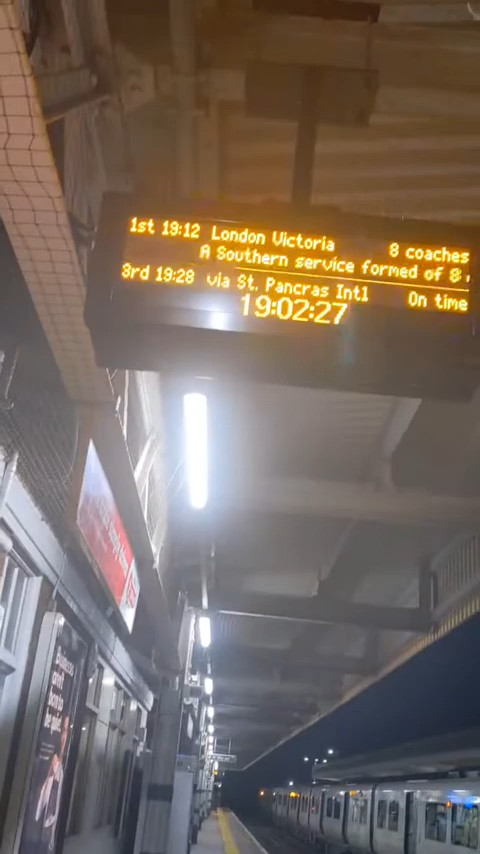 1st 19:12 London Victoria 8 coaches
A Southern service formed of 8
3rd 19:28 via St. Pancras Intl On time
19:02:27